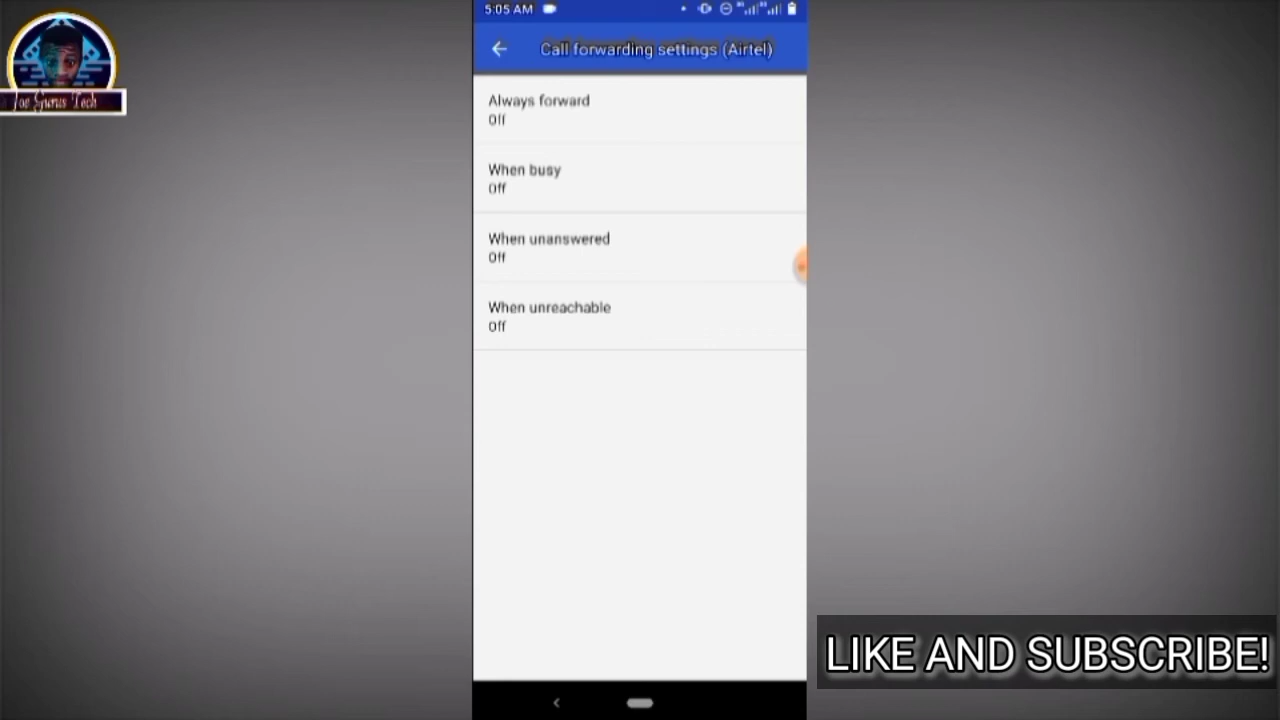 Joe Gurus Tech
5:05 AM
Call forwarding settings (Airtel)
Always forward
Off
When busy
Off
When unanswered
Off
When unreachable
Off
LIKE AND SUBSCRIBE!